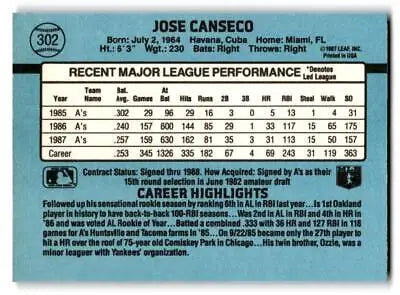 302
JOSE CANSECO
Born: July 2, 1964 Havana, Cuba Home: Miami, FL
Ht.: 6'3" Wgt.: 230 Bats: Right Throws: Right
©1987 LEAF, INC.
Printed in USA
RECENT MAJOR LEAGUE PERFORMANCE
*Denotes
Led League
Year Team Name Bat. Avg. Games At Bats Hits Runs 2B 3B HR RBI Steal Walk SO
1985 A's .302 29 96 29 16 3 0 5 13 1 4 31
1986 A's .240 157 600 144 85 29 1 33 117 15 65 175
1987 A's .257 159 630 162 81 35 3 31 113 15 50 157
Career .253 345 1326 335 182 67 4 69 243 31 119 363
Contract Status: Signed thru 1988. How Acquired: Signed by A's as their
15th round selection in June 1982 amateur draft
CAREER HIGHLIGHTS
Followed up his sensational rookie season by ranking 6th in AL in RBI last year... Is 1st Oakland
player in history to have back-to-back 100-RBI seasons... Was 2nd in AL in RBI and 4th in HR in
'86 and was voted AL Rookie of Year... Batted a combined .333 with 36 HR and 127 RBI in 118
games at A's Huntsville and Tacoma farms in '85... On 9/22/85 became only the 27th player to
hit a HR over the roof of 75-year old Comiskey Park in Chicago... His twin brother, Ozzie, was a
minor leaguer with Yankees' organization.